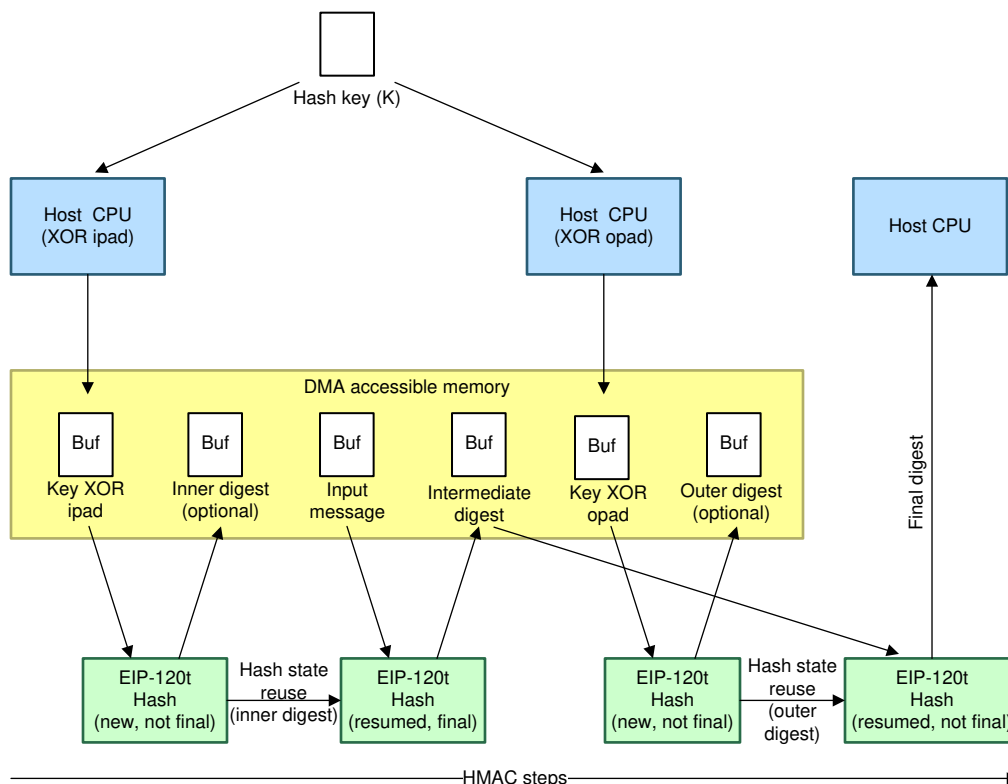 Hash key (K)
Host CPU
(XOR ipad)
Host CPU
(XOR opad)
Host CPU
DMA accessible memory
Buf
Buf
Buf
Buf
Buf
Buf
Key XOR
ipad
Inner digest
(optional)
Input
message
Intermediate
digest
Key XOR
opad
Outer digest
(optional)
Final digest
EIP-120t
Hash
(new, not final)
Hash state
reuse
(inner digest)
EIP-120t
Hash
(resumed, final)
EIP-120t
Hash
(new, not final)
Hash state
reuse
(outer
digest)
EIP-120t
Hash
(resumed, not final)
HMAC steps